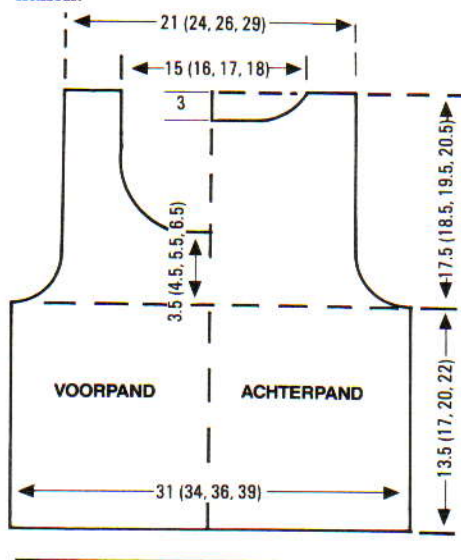 21 (24, 26, 29)
15 (16, 17, 18)
3
17.5 (18.5, 19.5, 20.5)
3.5 (4.5, 5.5, 6.5)
VOORPAND
ACHTERPAND
13.5 (17, 20, 22)
31 (34, 36, 39)